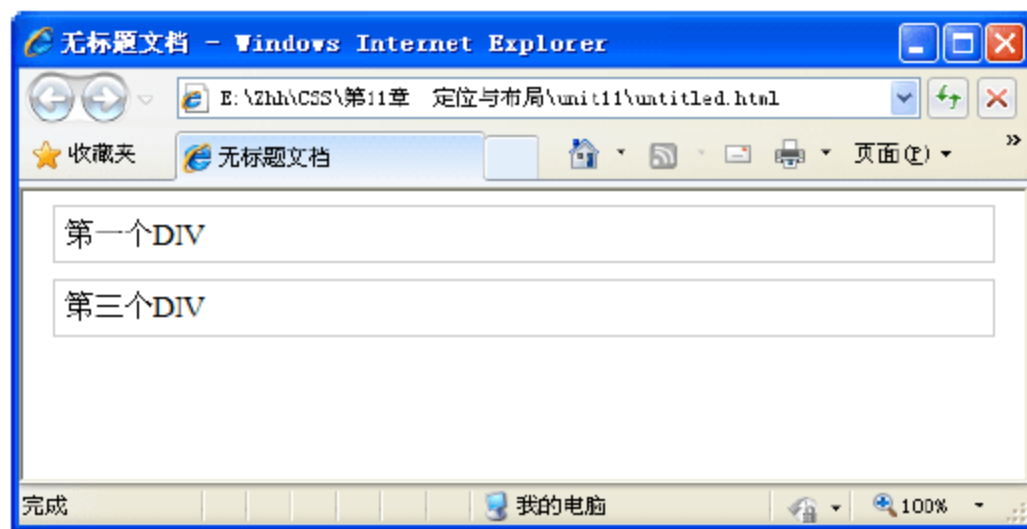 无标题文档 - Windows Internet Explorer
E:\Zhh\CSS\第11章 定位与布局\unit11\untitled.html
收藏夹 无标题文档 页面(P) »
第一个DIV
第三个DIV
完成 我的电脑 100%